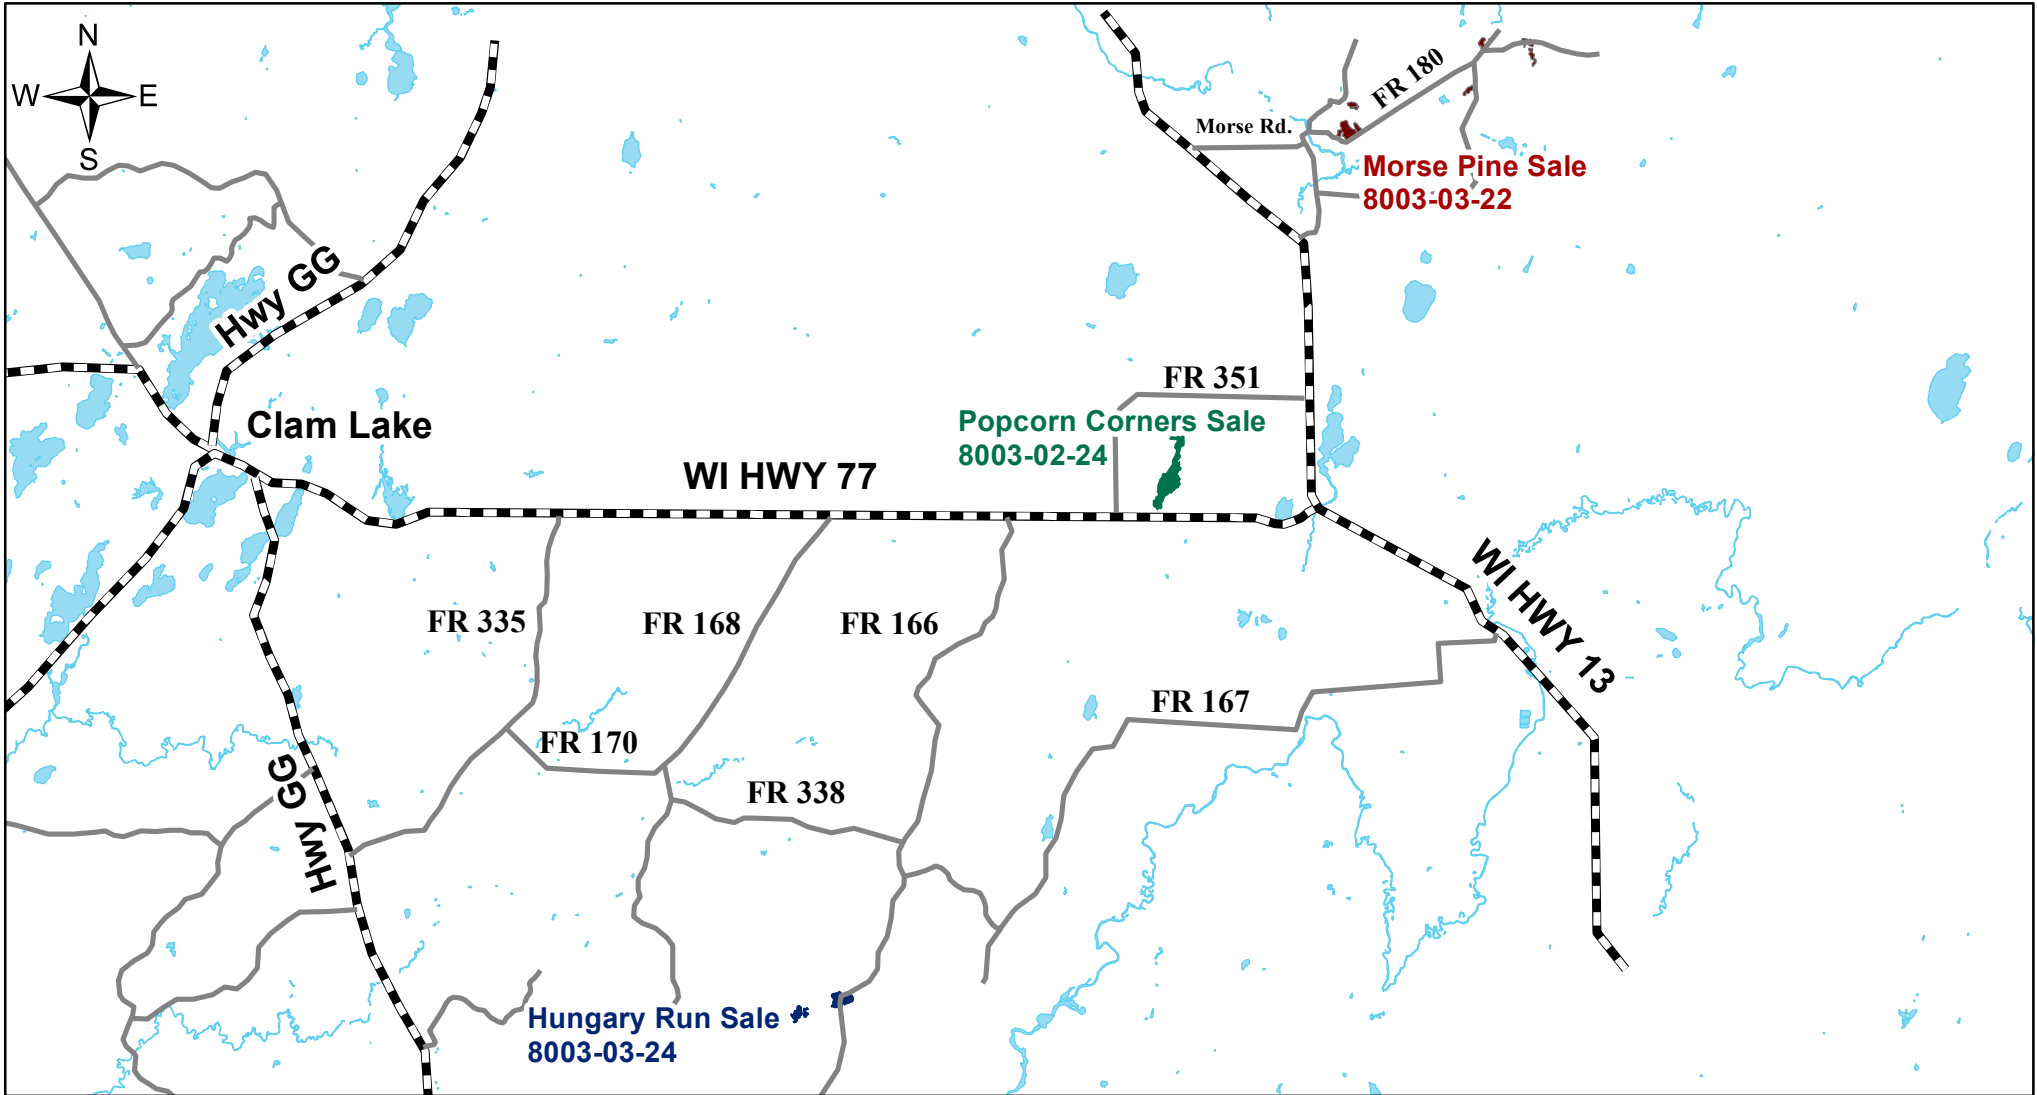 N
W
E
S
FR 180
Morse Rd.
Morse Pine Sale
8003-03-22
Hwy GG
FR 351
Clam Lake
Popcorn Corners Sale
8003-02-24
WI HWY 77
WI HWY 13
FR 335
FR 168
FR 166
FR 167
FR 170
FR 338
Hwy GG
Hungary Run Sale
8003-03-24